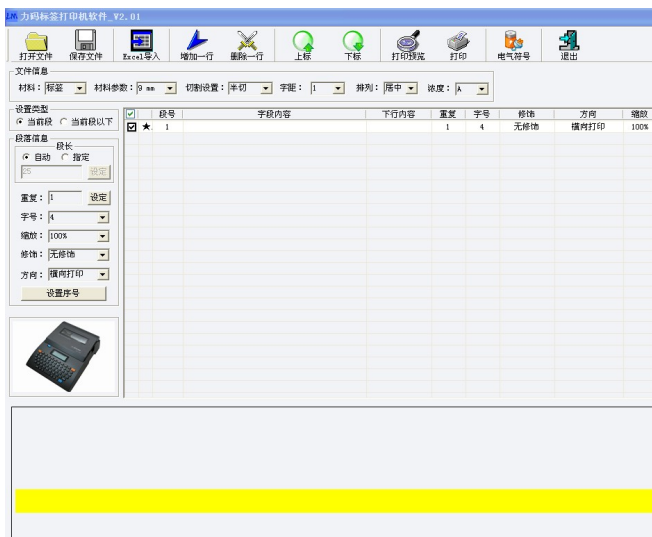 力码标签打印机软件_V2.01
打开文件 保存文件 Excel导入 增加一行 删除一行 上标 下标 打印预览 打印 电气符号 退出
文件信息
材料：标签 材料参数：9 mm 切割设置：半切 字距：1 排列：居中 浓度：A
设置类型
当前段 当前段以下
段落信息
段长
自动 指定
25 设定
重复：1 设定
字号：4
缩放：100%
修饰：无修饰
方向：横向打印
设置序号
段号 字段内容 下行内容 重复 字号 修饰 方向 缩放
★ 1 1 4 无修饰 横向打印 100%